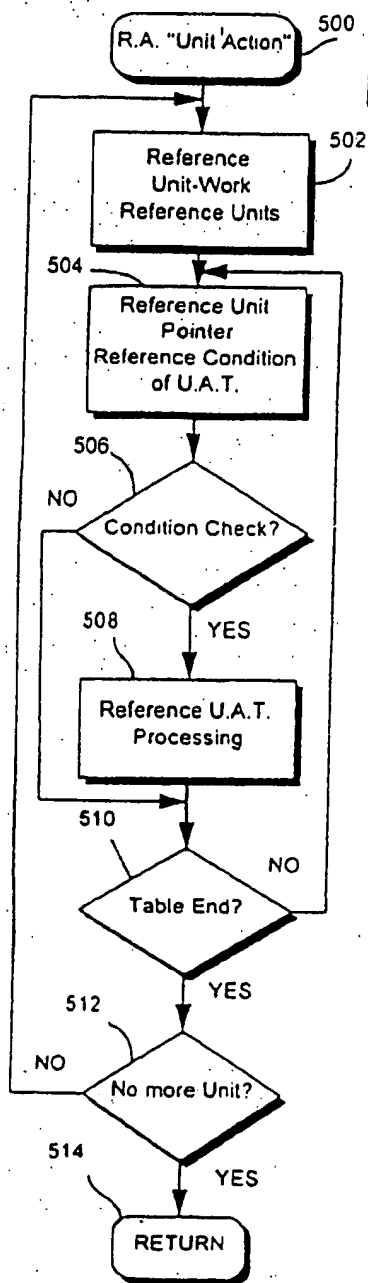 R.A. "Unit Action"
500
Reference
Unit-Work
Reference Units
502
504
Reference Unit
Pointer
Reference Condition
of U.A.T.
506
NO
Condition Check?
YES
508
Reference U.A.T.
Processing
510
NO
Table End?
YES
512
NO
No more Unit?
YES
514
RETURN